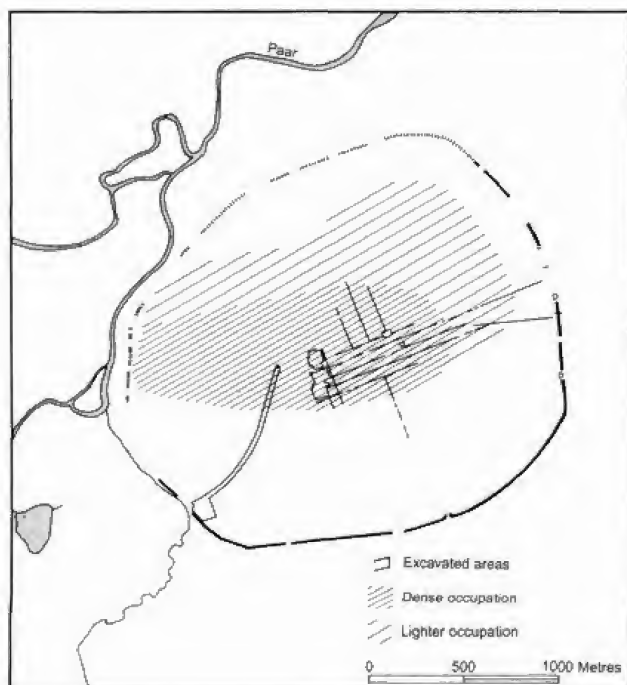 Paar
Excavated areas
Dense occupation
Lighter occupation
0 500 1000 Metres